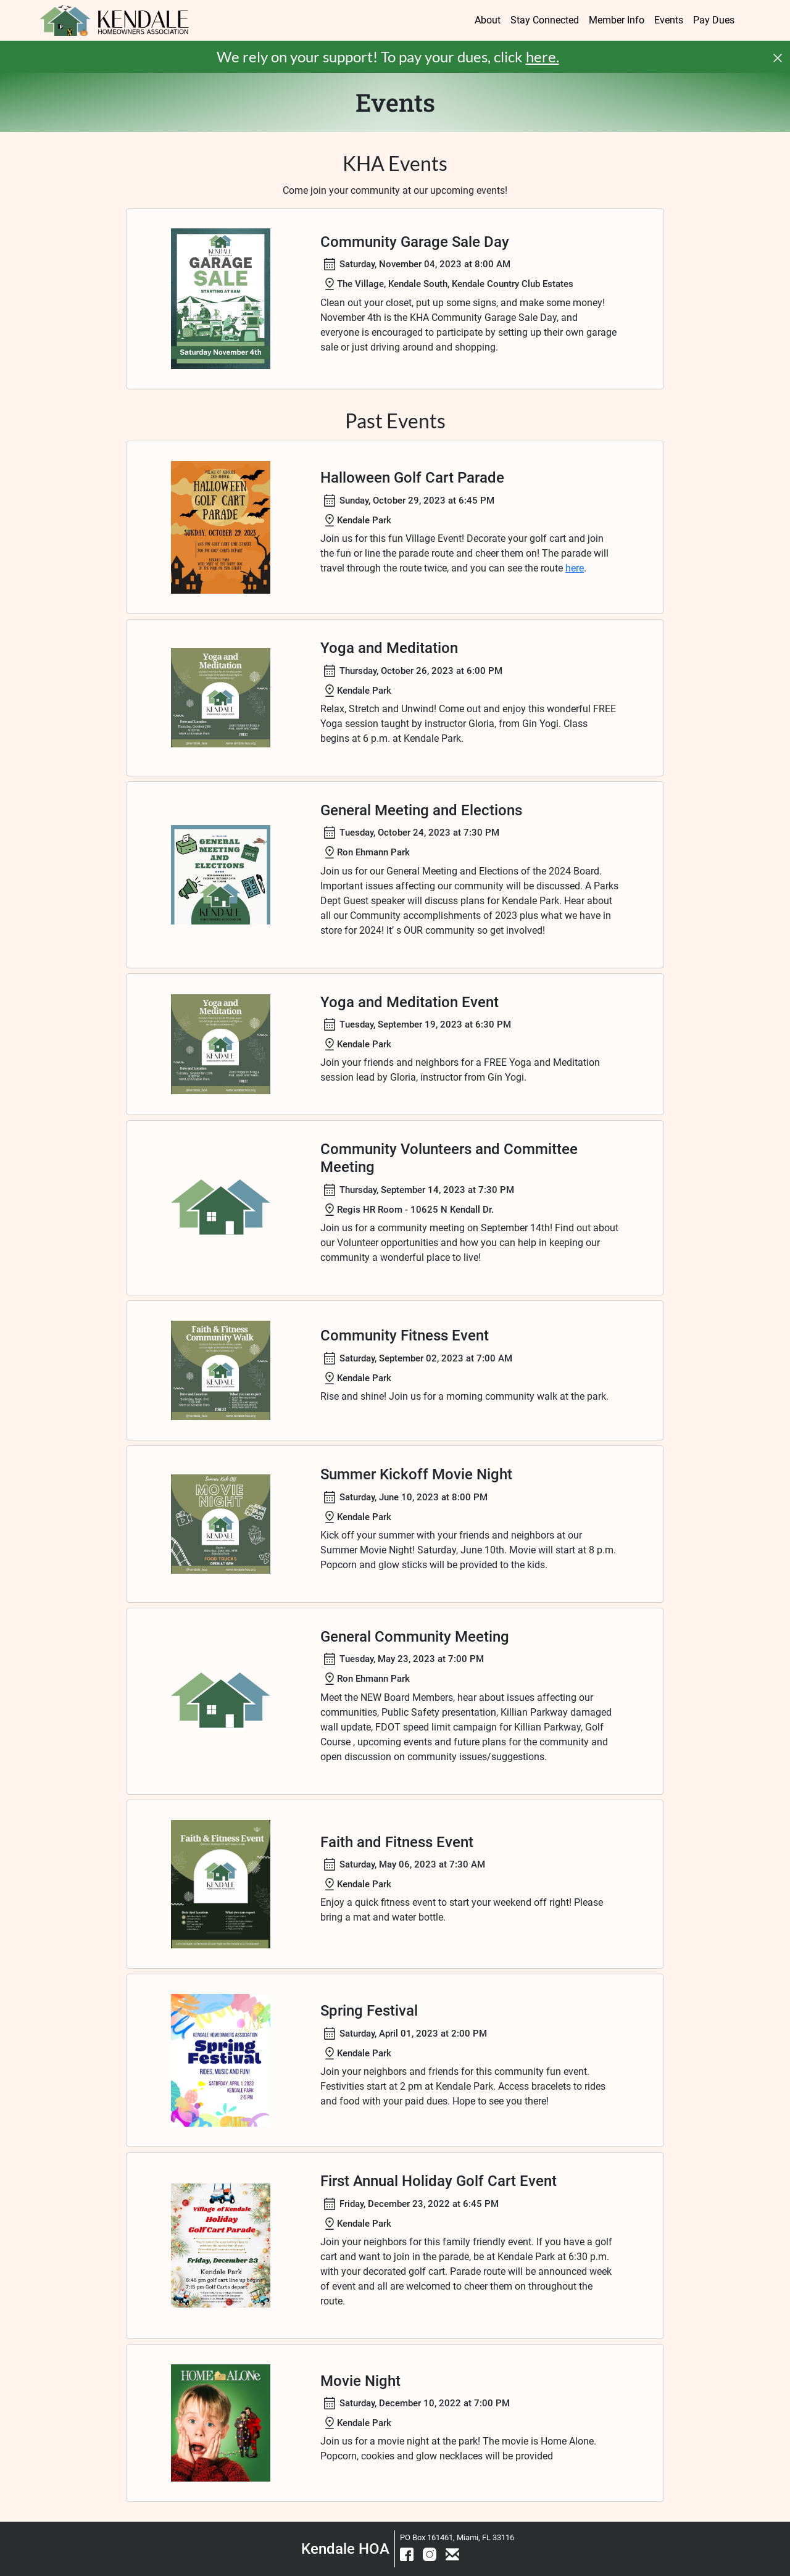 KENDALE
HOMEOWNERS ASSOCIATION
About
Stay Connected
Member Info
Events
Pay Dues
We rely on your support! To pay your dues, click here.
Events
KHA Events
Come join your community at our upcoming events!
KENDALE
GARAGE
SALE
STARTING AT 8AM
Saturday November 4th
Community Garage Sale Day
Saturday, November 04, 2023 at 8:00 AM
The Village, Kendale South, Kendale Country Club Estates
Clean out your closet, put up some signs, and make some money!
November 4th is the KHA Community Garage Sale Day, and
everyone is encouraged to participate by setting up their own garage
sale or just driving around and shopping.
Past Events
HALLOWEEN
GOLF CART
PARADE
SUNDAY, OCTOBER 29, 2023
Halloween Golf Cart Parade
Sunday, October 29, 2023 at 6:45 PM
Kendale Park
Join us for this fun Village Event! Decorate your golf cart and join
the fun or line the parade route and cheer them on! The parade will
travel through the route twice, and you can see the route here.
Yoga and
Meditation
KENDALE
Yoga and Meditation
Thursday, October 26, 2023 at 6:00 PM
Kendale Park
Relax, Stretch and Unwind! Come out and enjoy this wonderful FREE
Yoga session taught by instructor Gloria, from Gin Yogi. Class
begins at 6 p.m. at Kendale Park.
GENERAL
MEETING
AND
ELECTIONS
KENDALE
General Meeting and Elections
Tuesday, October 24, 2023 at 7:30 PM
Ron Ehmann Park
Join us for our General Meeting and Elections of the 2024 Board.
Important issues affecting our community will be discussed. A Parks
Dept Guest speaker will discuss plans for Kendale Park. Hear about
all our Community accomplishments of 2023 plus what we have in
store for 2024! It' s OUR community so get involved!
Yoga and
Meditation
KENDALE
Yoga and Meditation Event
Tuesday, September 19, 2023 at 6:30 PM
Kendale Park
Join your friends and neighbors for a FREE Yoga and Meditation
session lead by Gloria, instructor from Gin Yogi.
Community Volunteers and Committee
Meeting
Thursday, September 14, 2023 at 7:30 PM
Regis HR Room - 10625 N Kendall Dr.
Join us for a community meeting on September 14th! Find out about
our Volunteer opportunities and how you can help in keeping our
community a wonderful place to live!
Faith & Fitness
Community Walk
KENDALE
Community Fitness Event
Saturday, September 02, 2023 at 7:00 AM
Kendale Park
Rise and shine! Join us for a morning community walk at the park.
Summer Kick Off
MOVIE
NIGHT
KENDALE
FOOD TRUCKS
Summer Kickoff Movie Night
Saturday, June 10, 2023 at 8:00 PM
Kendale Park
Kick off your summer with your friends and neighbors at our
Summer Movie Night! Saturday, June 10th. Movie will start at 8 p.m.
Popcorn and glow sticks will be provided to the kids.
General Community Meeting
Tuesday, May 23, 2023 at 7:00 PM
Ron Ehmann Park
Meet the NEW Board Members, hear about issues affecting our
communities, Public Safety presentation, Killian Parkway damaged
wall update, FDOT speed limit campaign for Killian Parkway, Golf
Course , upcoming events and future plans for the community and
open discussion on community issues/suggestions.
Faith & Fitness Event
KENDALE
Faith and Fitness Event
Saturday, May 06, 2023 at 7:30 AM
Kendale Park
Enjoy a quick fitness event to start your weekend off right! Please
bring a mat and water bottle.
KENDALE HOMEOWNERS ASSOCIATION
Spring
Festival
RIDES, MUSIC AND FUN!
SATURDAY, APRIL 1, 2023
KENDALE PARK
2-5 PM
Spring Festival
Saturday, April 01, 2023 at 2:00 PM
Kendale Park
Join your neighbors and friends for this community fun event.
Festivities start at 2 pm at Kendale Park. Access bracelets to rides
and food with your paid dues. Hope to see you there!
Village of Kendale
Holiday
Golf Cart Parade
Friday, December 23
Kendale Park
6:45 pm golf cart line up begins
7:15 pm Golf Carts depart
First Annual Holiday Golf Cart Event
Friday, December 23, 2022 at 6:45 PM
Kendale Park
Join your neighbors for this family friendly event. If you have a golf
cart and want to join in the parade, be at Kendale Park at 6:30 p.m.
with your decorated golf cart. Parade route will be announced week
of event and all are welcomed to cheer them on throughout the
route.
HOME ALONe
Movie Night
Saturday, December 10, 2022 at 7:00 PM
Kendale Park
Join us for a movie night at the park! The movie is Home Alone.
Popcorn, cookies and glow necklaces will be provided
Kendale HOA
PO Box 161461, Miami, FL 33116